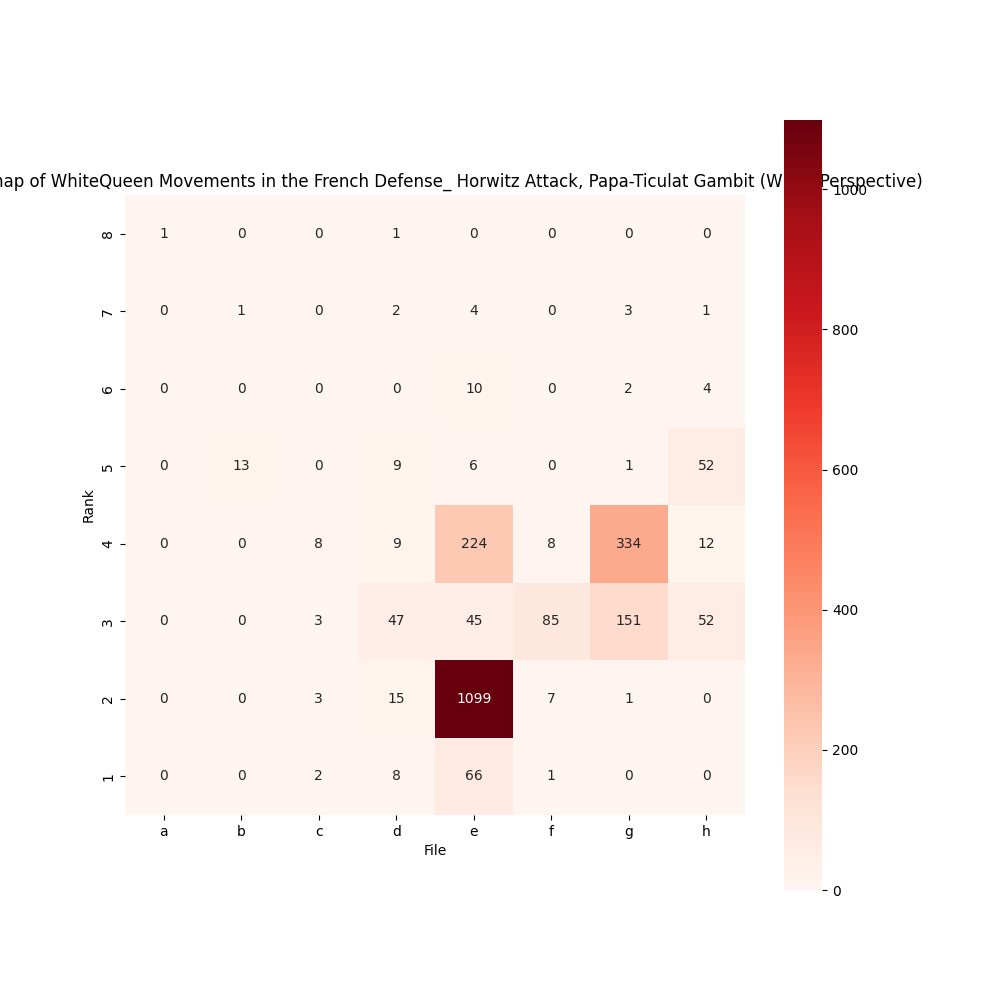 ap of WhiteQueen Movements in the French Defense_ Horwitz Attack, Papa-Ticulat Gambit (W Perspective)
8 1 0 0 1 0 0 0 0
7 0 1 0 2 4 0 3 1
6 0 0 0 0 10 0 2 4
5 0 13 0 9 6 0 1 52
Rank
4 0 0 8 9 224 8 334 12
3 0 0 3 47 45 85 151 52
2 0 0 3 15 1099 7 1 0
1 0 0 2 8 66 1 0 0
a b c d e f g h
File
1000
800
600
400
200
0